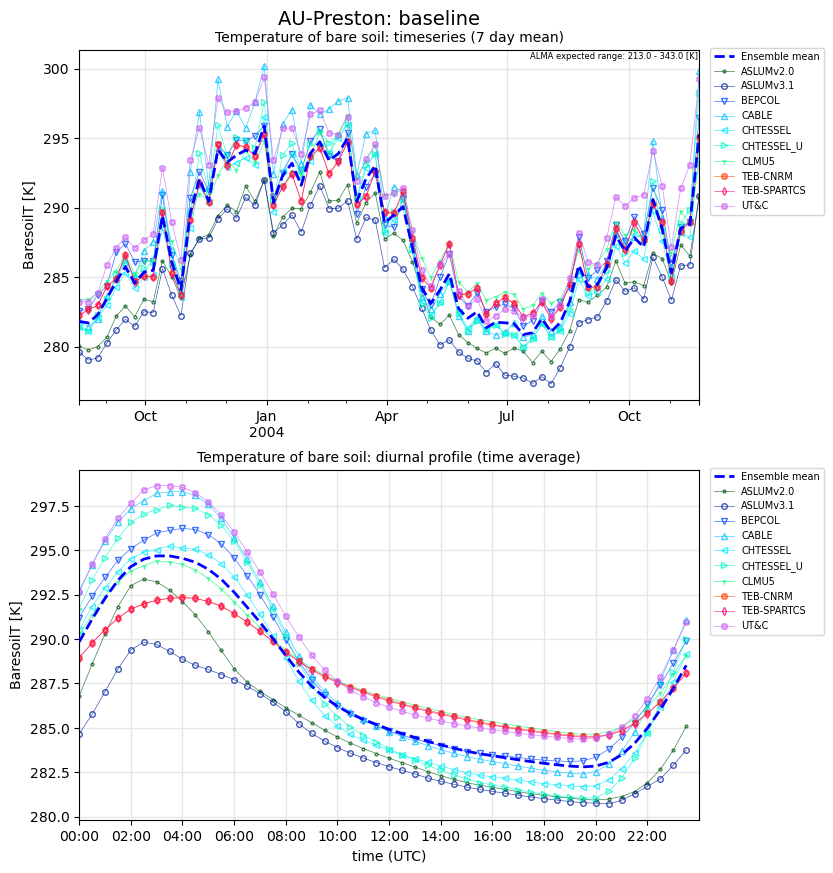 AU-Preston: baseline
Temperature of bare soil: timeseries (7 day mean)
ALMA expected range: 213.0 - 343.0 [K]
BaresoilT [K]
300
295
290
285
280
Oct
Jan
2004
Apr
Jul
Oct
Ensemble mean
ASLUMv2.0
ASLUMv3.1
BEPCOL
CABLE
CHTESSEL
CHTESSEL_U
CLMU5
TEB-CNRM
TEB-SPARTCS
UT&C
Temperature of bare soil: diurnal profile (time average)
BaresoilT [K]
297.5
295.0
292.5
290.0
287.5
285.0
282.5
280.0
00:00
02:00
04:00
06:00
08:00
10:00
12:00
14:00
16:00
18:00
20:00
22:00
time (UTC)
Ensemble mean
ASLUMv2.0
ASLUMv3.1
BEPCOL
CABLE
CHTESSEL
CHTESSEL_U
CLMU5
TEB-CNRM
TEB-SPARTCS
UT&C